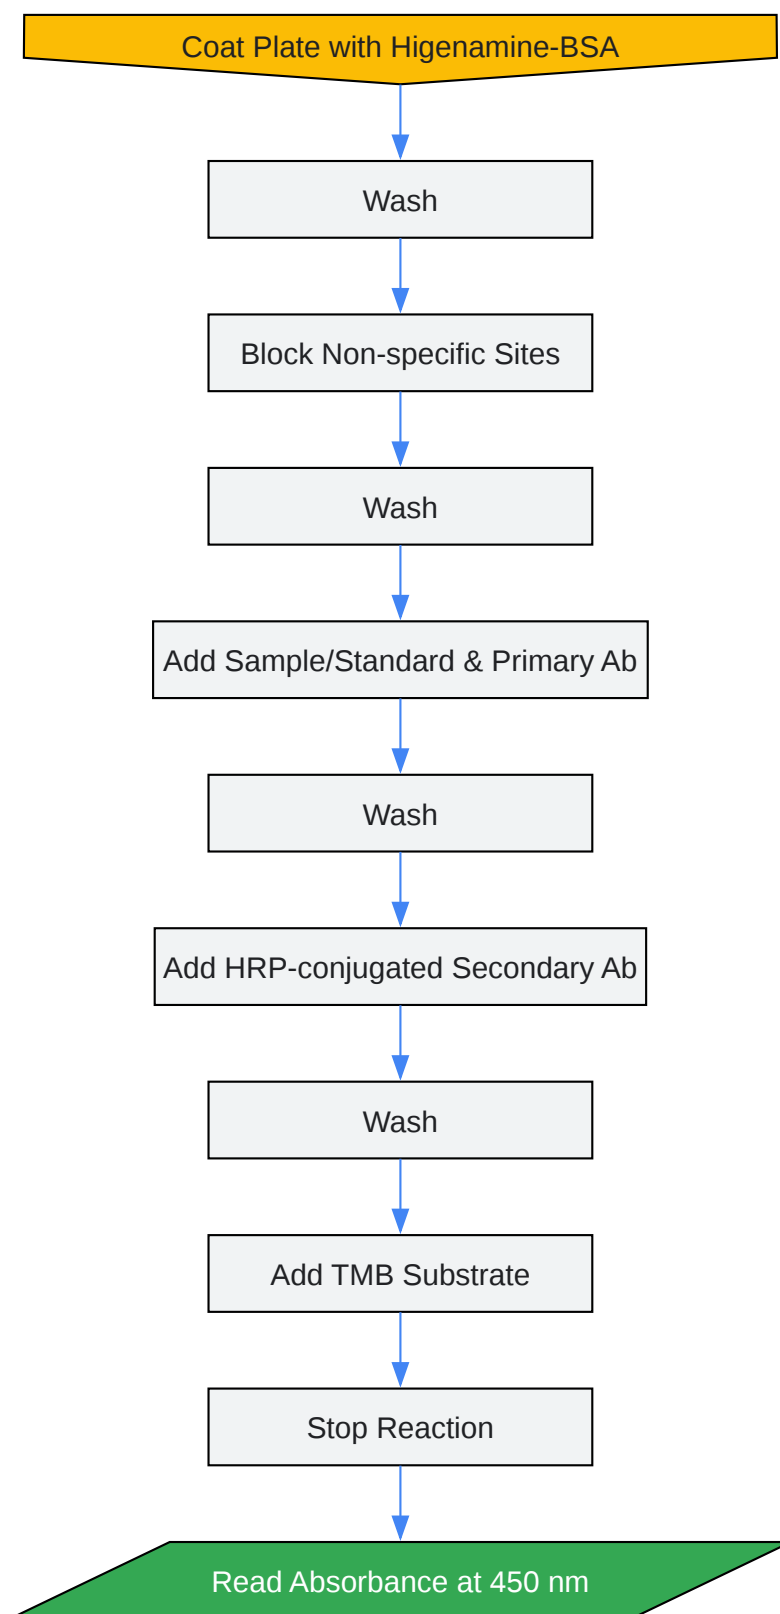 Coat Plate with Higenamine-BSA
Wash
Block Non-specific Sites
Wash
Add Sample/Standard & Primary Ab
Wash
Add HRP-conjugated Secondary Ab
Wash
Add TMB Substrate
Stop Reaction
Read Absorbance at 450 nm